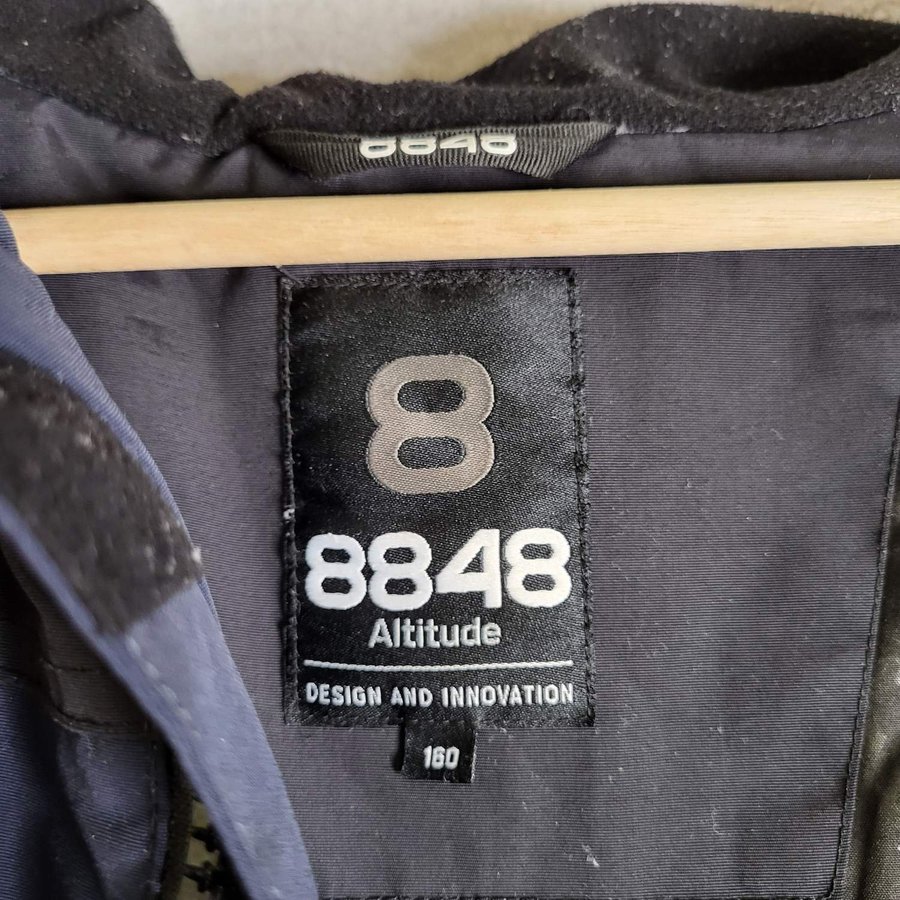 8848
8
8848
Altitude
DESIGN AND INNOVATION
160